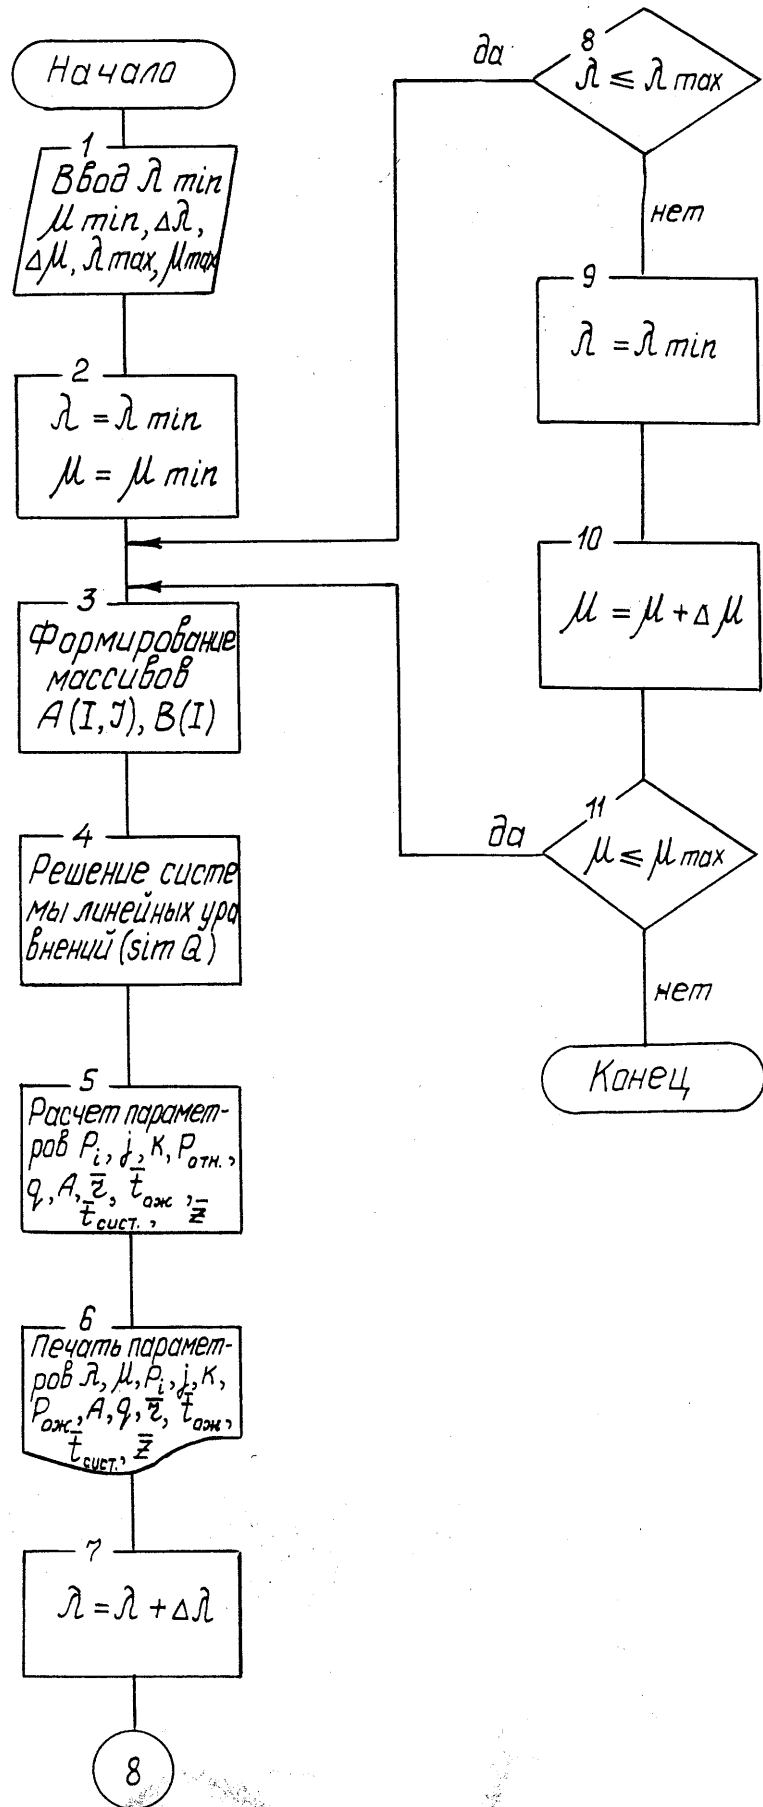 Начало
1
Ввод λ min
μ min, Δλ,
Δμ, λ max, μ max
2
λ = λ min
μ = μ min
3
Формирование
массивов
A(I,J), B(I)
4
Решение систе
мы линейных ура
внений (sim Q)
5
Расчет парамет-
ров P_i, j, K, P_отн.,
q, A, r̄, t̄_ож,
t̄_сист., z̄
6
Печать парамет-
ров λ, μ, P_i, j, K,
P_ож, A, q, r̄, t̄_ож,
t̄_сист., z̄
7
λ = λ + Δλ
8
8
λ ≤ λ max
да
нет
9
λ = λ min
10
μ = μ + Δμ
11
μ ≤ μ max
да
нет
Конец